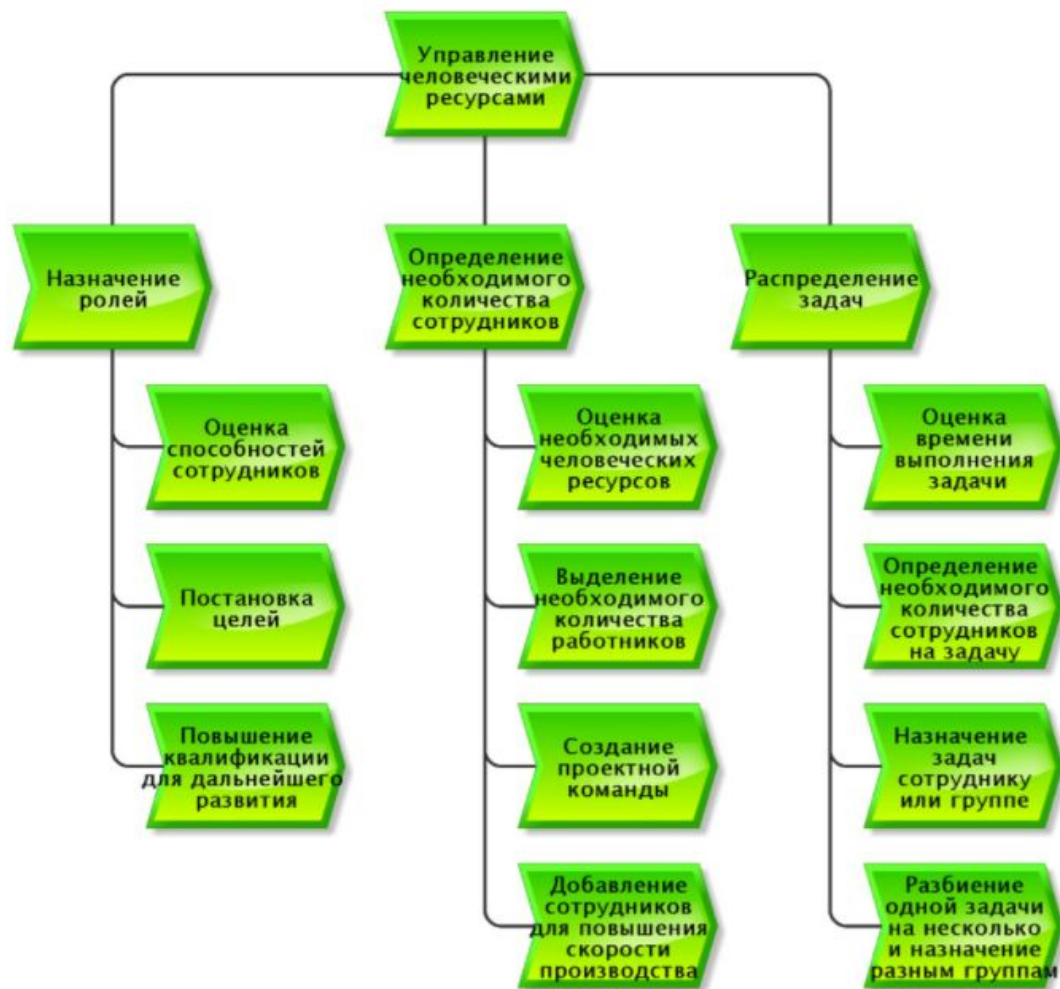 Управление
человеческими
ресурсами
Назначение
ролей
Определение
необходимого
количества
сотрудников
Распределение
задач
Оценка
способностей
сотрудников
Постановка
целей
Повышение
квалификации
для дальнейшего
развития
Оценка
необходимых
человеческих
ресурсов
Выделение
необходимого
количества
работников
Создание
проектной
команды
Добавление
сотрудников
для повышения
скорости
производства
Оценка
времени
выполнения
задачи
Определение
необходимого
количества
сотрудников
на задачу
Назначение
задач
сотруднику
или группе
Разбиение
одной задачи
на несколько
и назначение
разным группам